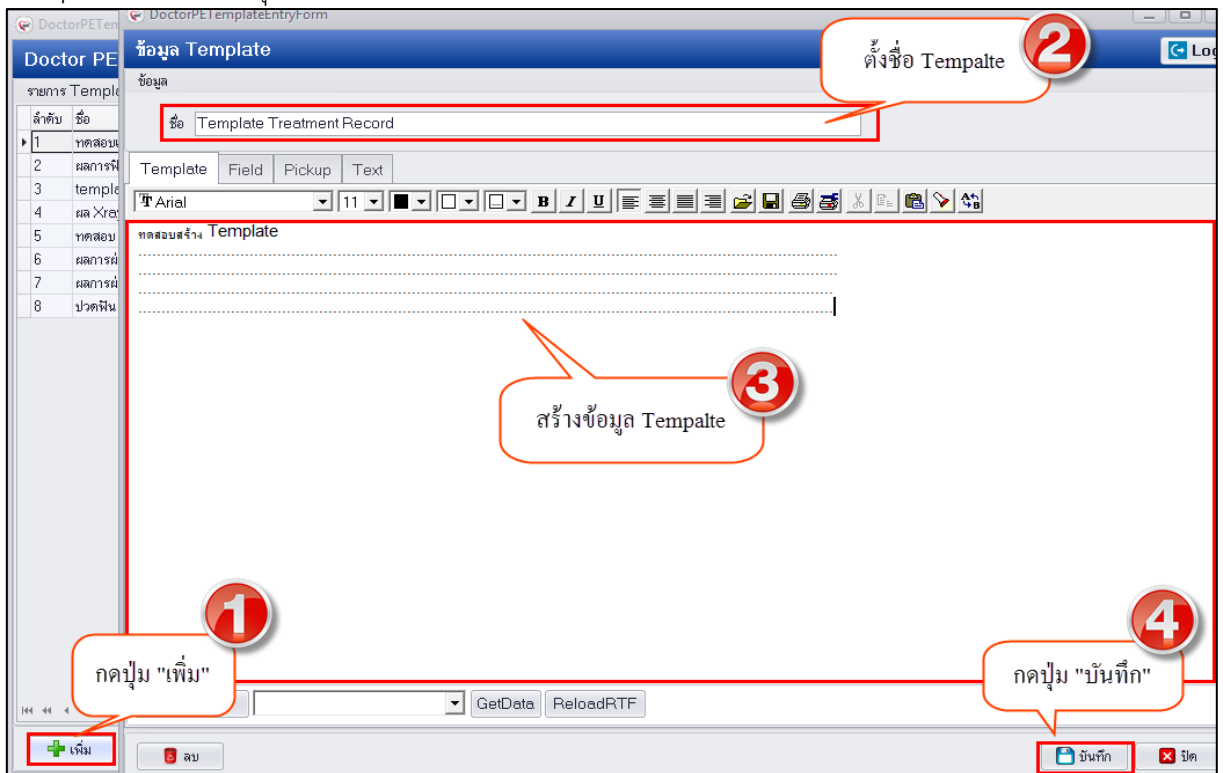 DoctorPETem
DoctorPETemplateEntryForm
Doctor PE
ข้อมูล Template
Log
รายการ Templa
ข้อมูล
ตั้งชื่อ Tempalte
2
ลำดับ ชื่อ
ชื่อ Template Treatment Record
1 ทดสอบ
2 ผลการฟิ
3 templa
4 ผล Xray
5 ทดสอบ
6 ผลการผ่
7 ผลการผ่
8 ปวดฟัน
Template Field Pickup Text
Arial 11 B I U
ทดสอบสร้าง Template
3
สร้างข้อมูล Tempalte
1
กดปุ่ม "เพิ่ม"
4
กดปุ่ม "บันทึก"
GetData ReloadRTF
เพิ่ม
ลบ
บันทึก
ปิด